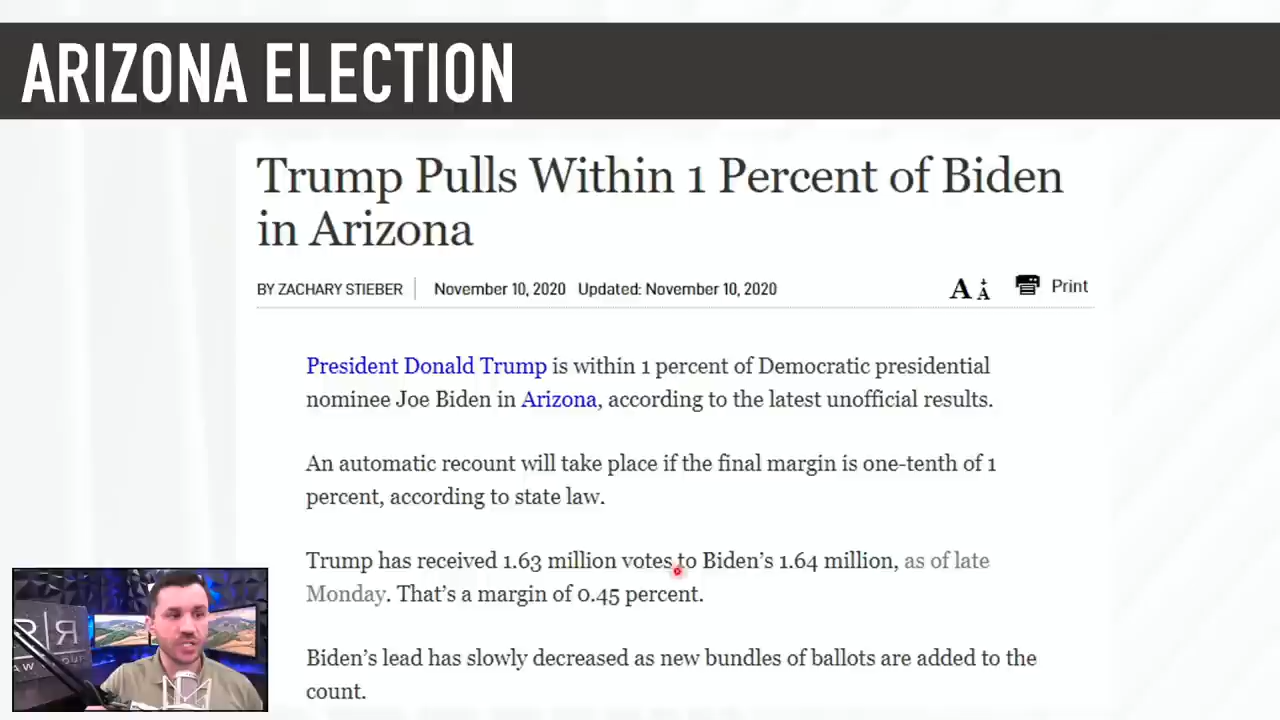 ARIZONA ELECTION
Trump Pulls Within 1 Percent of Biden
in Arizona
BY ZACHARY STIEBER November 10, 2020 Updated: November 10, 2020 A A Print
President Donald Trump is within 1 percent of Democratic presidential
nominee Joe Biden in Arizona, according to the latest unofficial results.
An automatic recount will take place if the final margin is one-tenth of 1
percent, according to state law.
Trump has received 1.63 million votes to Biden's 1.64 million, as of late
Monday. That's a margin of 0.45 percent.
Biden's lead has slowly decreased as new bundles of ballots are added to the
count.